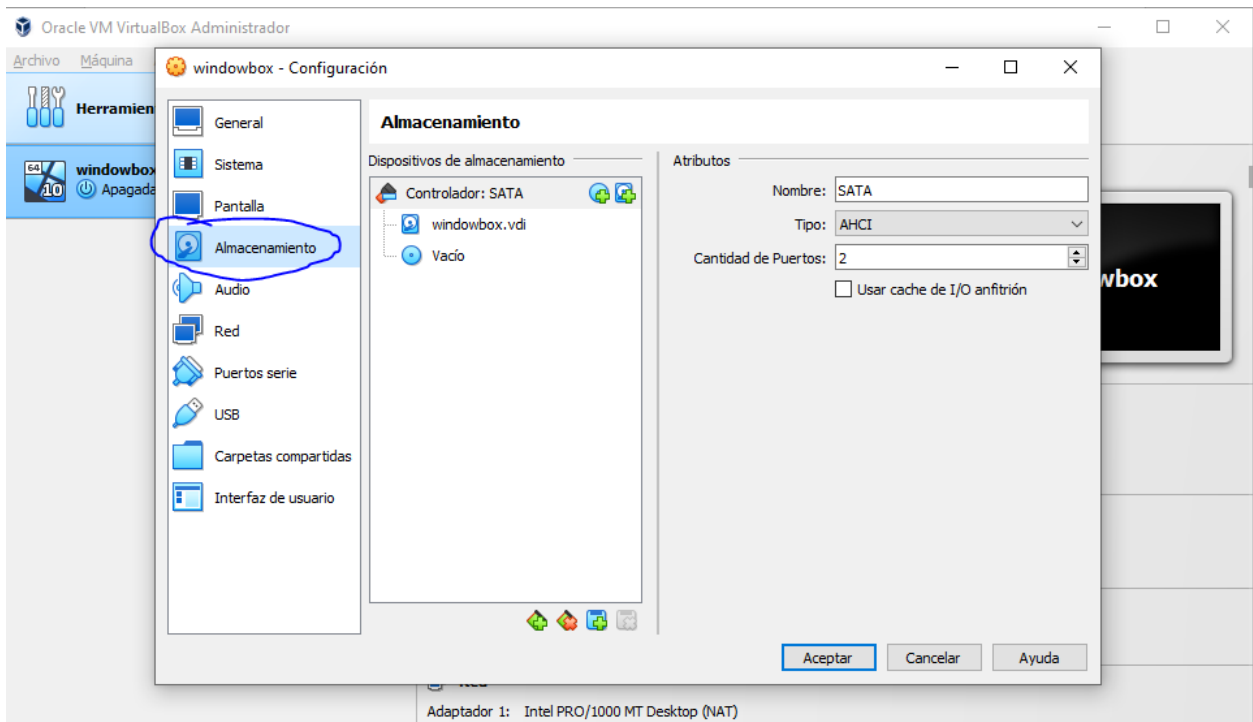 Oracle VM VirtualBox Administrador
Archivo Máquina
windowbox - Configuración
Herramien
64
10
windowbox
Apagada
General
Sistema
Pantalla
Almacenamiento
Audio
Red
Puertos serie
USB
Carpetas compartidas
Interfaz de usuario
Almacenamiento
Dispositivos de almacenamiento
Controlador: SATA
windowbox.vdi
Vacío
Atributos
Nombre: SATA
Tipo: AHCI
Cantidad de Puertos: 2
Usar cache de I/O anfitrión
wbox
Aceptar Cancelar Ayuda
Adaptador 1: Intel PRO/1000 MT Desktop (NAT)